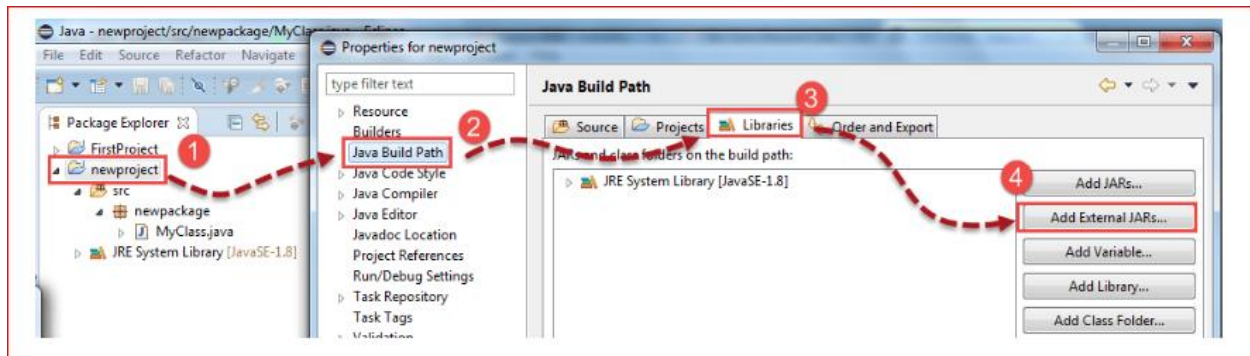 Java - newproject/src/newpackage/MyClass.java - Eclipse
File Edit Source Refactor Navigate
Properties for newproject
Package Explorer
FirstProject
newproject
src
newpackage
MyClass.java
JRE System Library [JavaSE-1.8]
1
type filter text
Resource
Builders
Java Build Path
Java Code Style
Java Compiler
Java Editor
Javadoc Location
Project References
Run/Debug Settings
Task Repository
Task Tags
Validation
2
Java Build Path
3
Source Projects Libraries Order and Export
JARs and class folders on the build path:
JRE System Library [JavaSE-1.8]
4
Add JARs...
Add External JARs...
Add Variable...
Add Library...
Add Class Folder...